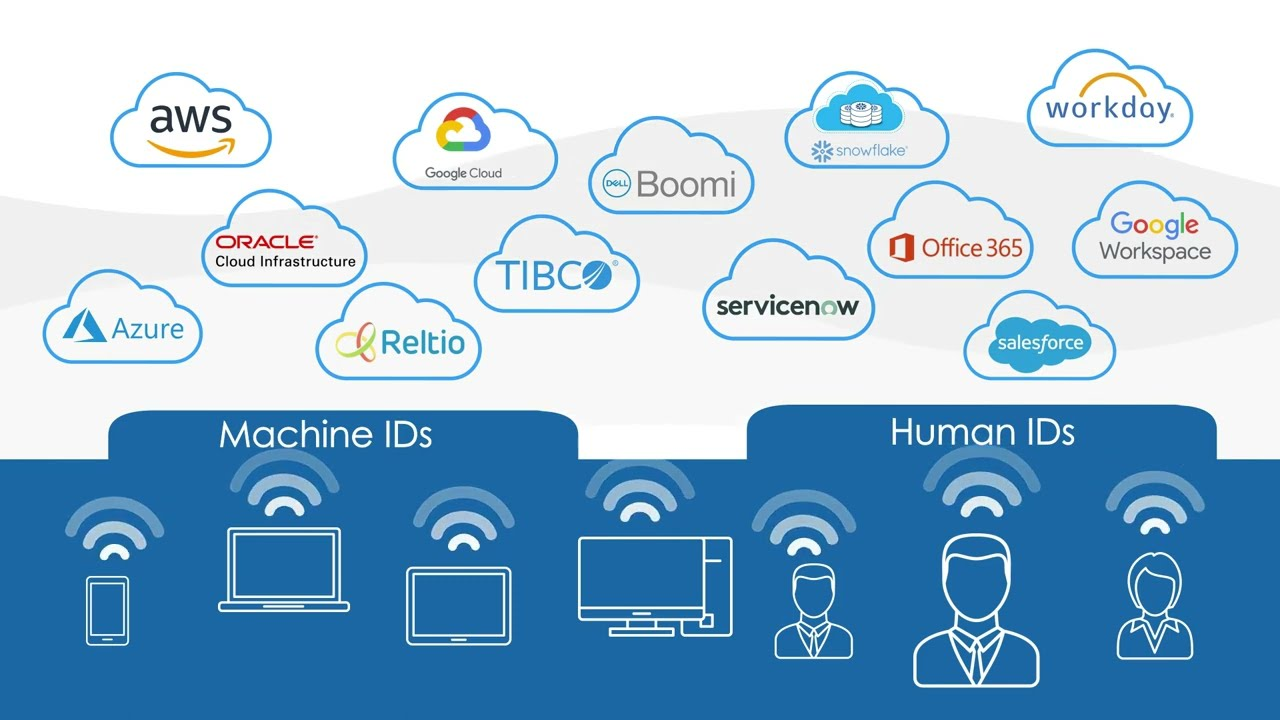 aws
Google Cloud
DELL Boomi
snowflake®
workday®
ORACLE®
Cloud Infrastructure
TIBCO®
Office 365
Google
Workspace
Azure
Reltio
servicenow
salesforce
Machine IDs
Human IDs